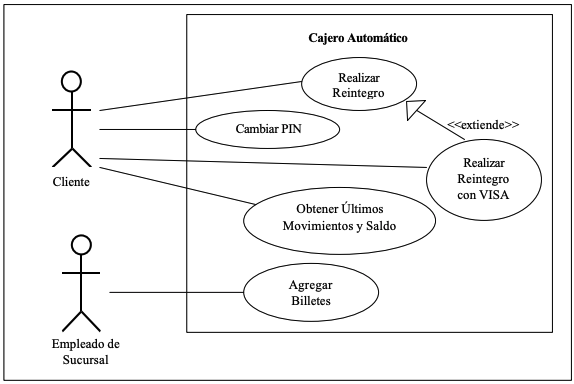 Cajero Automático
Realizar
Reintegro
<<extiende>>
Cambiar PIN
Realizar
Reintegro
con VISA
Cliente
Obtener Últimos
Movimientos y Saldo
Agregar
Billetes
Empleado de
Sucursal